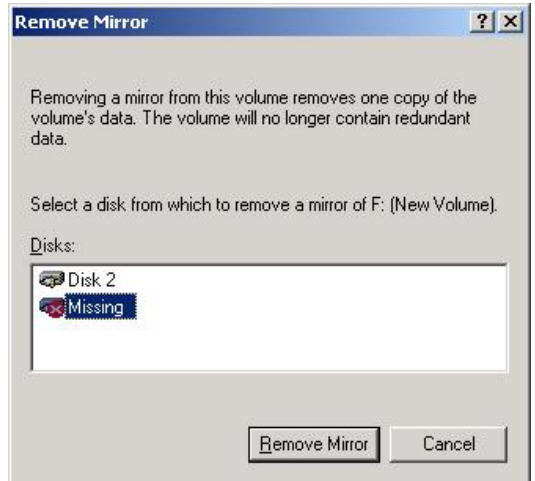 Remove Mirror
Removing a mirror from this volume removes one copy of the
volume's data. The volume will no longer contain redundant
data.
Select a disk from which to remove a mirror of F: (New Volume).
Disks:
Disk 2
Missing
Remove Mirror
Cancel